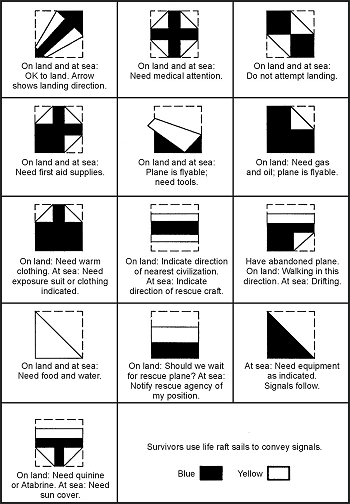 On land and at sea:
OK to land. Arrow
shows landing direction.
On land and at sea:
Need medical attention.
On land and at sea:
Do not attempt landing.
On land and at sea:
Need first aid supplies.
On land and at sea:
Plane is flyable;
need tools.
On land: Need gas
and oil; plane is flyable.
On land: Need warm
clothing. At sea: Need
exposure suit or clothing
indicated.
On land: Indicate direction
of nearest civilization.
At sea: Indicate
direction of rescue craft.
Have abandoned plane.
On land: Walking in this
direction. At sea: Drifting.
On land and at sea:
Need food and water.
On land: Should we wait
for rescue plane? At sea:
Notify rescue agency of
my position.
At sea: Need equipment
as indicated.
Signals follow.
On land: Need quinine
or Atabrine. At sea: Need
sun cover.
Survivors use life raft sails to convey signals.
Blue Yellow